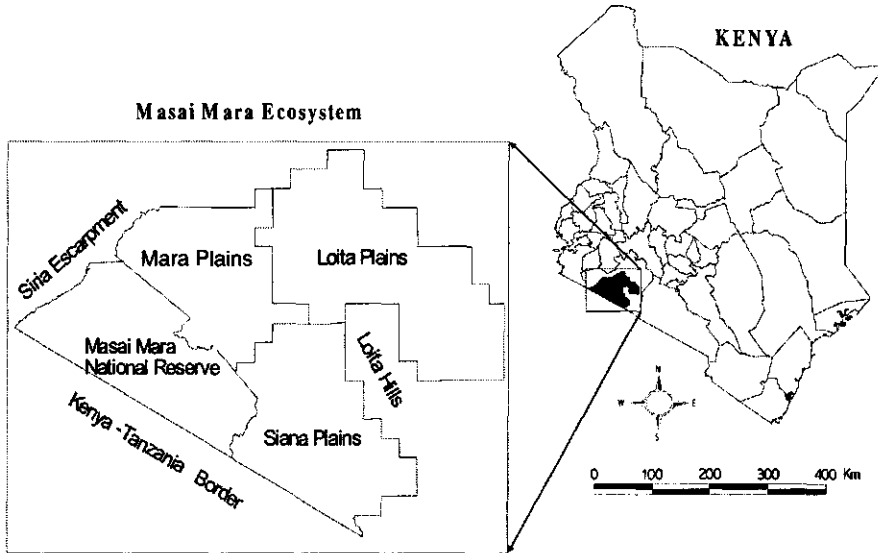 KENYA
Masai Mara Ecosystem
Siria Escarpment
Mara Plains
Loita Plains
Masai Mara
National Reserve
Loita Hills
Siana Plains
Kenya -Tanzania Border
N
W E
S
0 100 200 300 400 Km